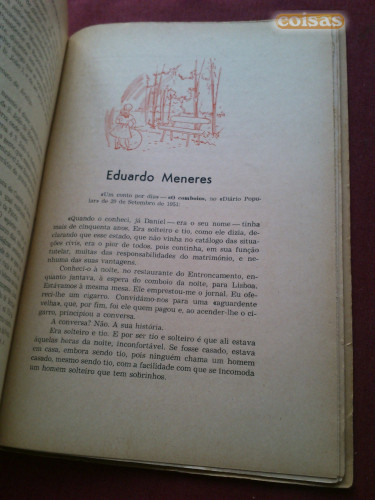 coisas
Eduardo Meneres
«Um conto por dia» — «O comboio», no «Diário Popu-
lar» de 29 de Setembro de 1951:
«Quando o conheci, já Daniel — era o seu nome — tinha
mais de cinquenta anos. Era solteiro e tio, como ele dizia, de-
clarando que esse estado, que não vinha no catálogo das situa-
ções civis, era o pior de todos, pois continha, em sua função
tutelar, muitas das responsabilidades do matrimónio, e ne-
nhuma das suas vantagens.
Conheci-o à noite, no restaurante do Entroncamento, en-
quanto jantava, à espera do comboio da noite, para Lisboa.
Estávamos à mesma mesa. Ele emprestou-me o jornal. Eu ofe-
reci-lhe um cigarro. Convidámo-nos para uma «aguardente
velha», que, por fim, foi ele quem pagou e, ao acender-lhe o ci-
garro, principiou a conversa.
A conversa? Não. A sua história.
Era solteiro e tio. E por ser tio e solteiro é que ali estava
àquelas horas da noite, inconfortável. Se fosse casado, estava
em casa, embora sendo tio, pois ninguém chama um homem
casado, mesmo sendo tio, com a facilidade com que se incomoda
um homem solteiro que tem sobrinhos.